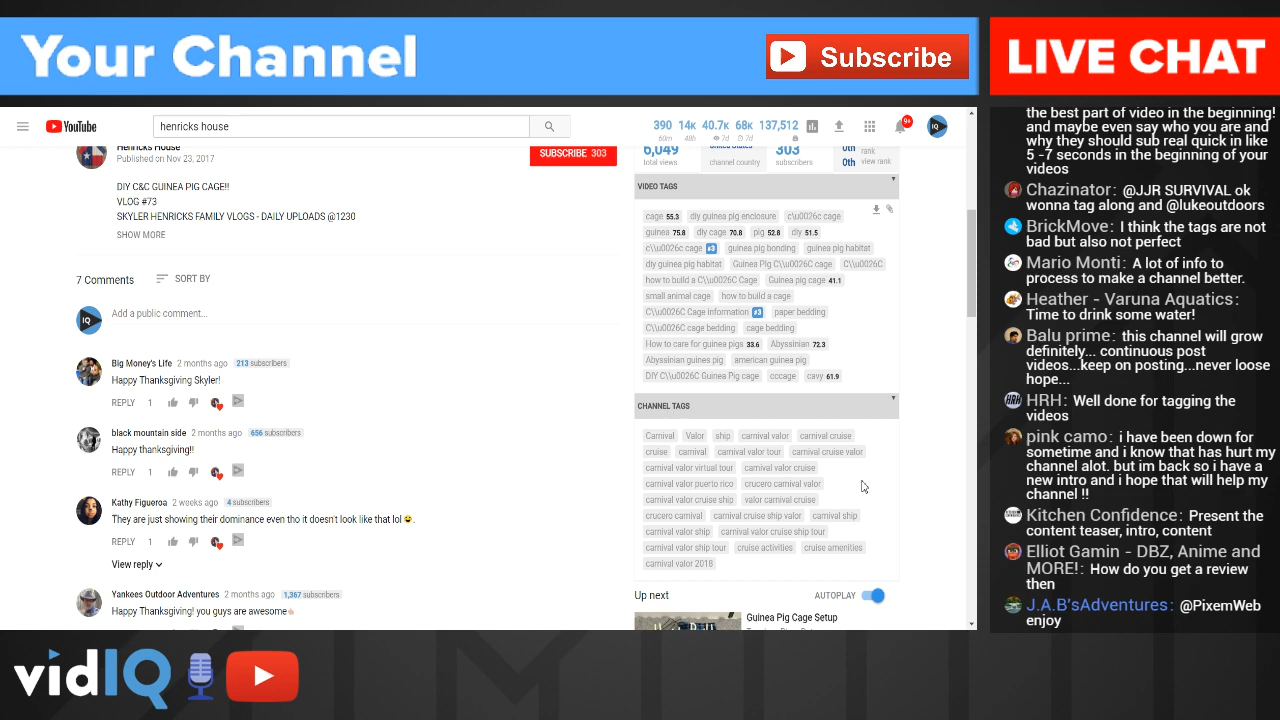 Your Channel
Subscribe
LIVE CHAT
YouTube
henricks house
390 14K 40.7K 68K 137,512
60m 48h 7d 7d
9+
IQ
Henricks House
Published on Nov 23, 2017
SUBSCRIBE 303
DIY C&C GUINEA PIG CAGE!!
VLOG #73
SKYLER HENRICKS FAMILY VLOGS - DAILY UPLOADS @1230
SHOW MORE
7 Comments
SORT BY
IQ
Add a public comment...
Big Money's Life 2 months ago 213 subscribers
Happy Thanksgiving Skyler!
REPLY 1
black mountain side 2 months ago 656 subscribers
Happy thanksgiving!!
REPLY 1
Kathy Figueroa 2 weeks ago 4 subscribers
They are just showing their dominance even tho it doesn't look like that lol 😂.
REPLY 1
View reply
Yankees Outdoor Adventures 2 months ago 1,367 subscribers
Happy Thanksgiving! you guys are awesome
6,049 United States 303 0th rank
total views channel country subscribers 0th view rank
VIDEO TAGS
cage 55.3 diy guinea pig enclosure c\u0026c cage
guinea 75.8 diy cage 70.8 pig 52.8 diy 51.5
c\\u0026c cage #3 guinea pig bonding guinea pig habitat
diy guinea pig habitat Guinea Pig C\\u0026C cage C\\u0026C
how to build a C\\u0026C Cage Guinea pig cage 41.1
small animal cage how to build a cage
C\\u0026C Cage information #3 paper bedding
C\\u0026C cage bedding cage bedding
How to care for guinea pigs 33.6 Abyssinian 72.3
Abyssinian guines pig american guinea pig
DIY C\\u0026C Guinea Pig cage cccage cavy 61.9
CHANNEL TAGS
Carnival Valor ship carnival valor carnival cruise
cruise carnival carnival valor tour carnival cruise valor
carnival valor virtual tour carnival valor cruise
carnival valor puerto rico crucero carnival valor
carnival valor cruise ship valor carnival cruise
crucero carnival carnival cruise ship valor carnival ship
carnival valor ship carnival valor cruise ship tour
carnival valor ship tour cruise activities cruise amenities
carnival valor 2018
Up next
AUTOPLAY
Guinea Pig Cage Setup
the best part of video in the beginning!
and maybe even say who you are and
why they should sub real quick in like
5 -7 seconds in the beginning of your
videos
Chazinator: @JJR SURVIVAL ok
wonna tag along and @lukeoutdoors
BrickMove: I think the tags are not
bad but also not perfect
Mario Monti: A lot of info to
process to make a channel better.
Heather - Varuna Aquatics:
Time to drink some water!
Balu prime: this channel will grow
definitely... continuous post
videos...keep on posting...never loose
hope...
HRH: Well done for tagging the
videos
pink camo: i have been down for
sometime and i know that has hurt my
channel alot. but im back so i have a
new intro and i hope that will help my
channel !!
Kitchen Confidence: Present the
content teaser, intro, content
Elliot Gamin - DBZ, Anime and
MORE!: How do you get a review
then
J.A.B'sAdventures: @PixemWeb
enjoy
vidIQ